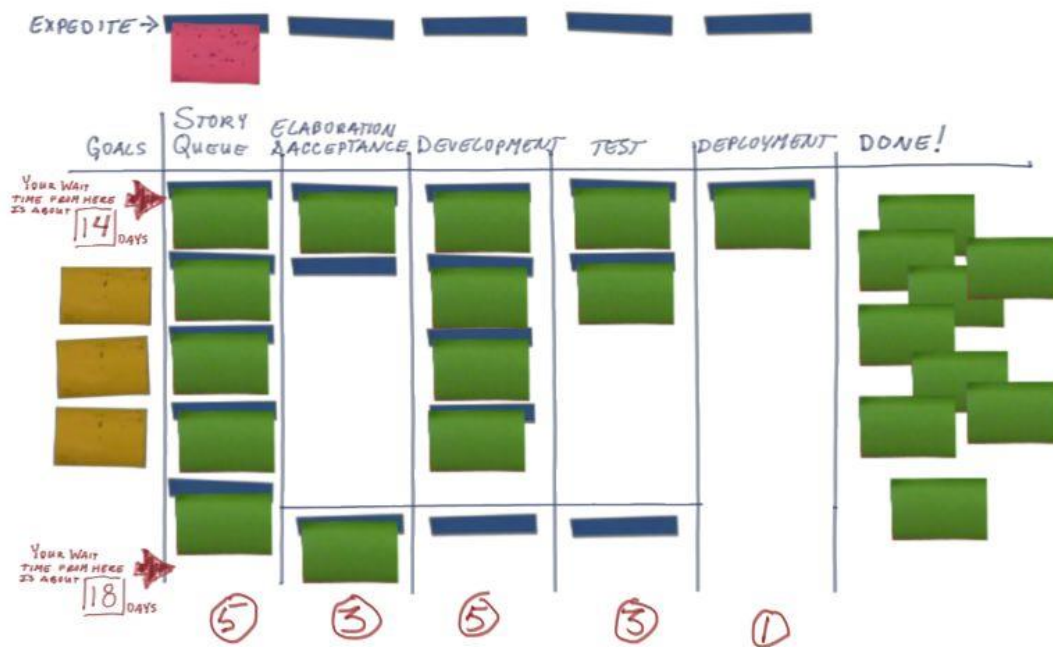 EXPEDITE →
GOALS
STORY
QUEUE
ELABORATION
& ACCEPTANCE
DEVELOPMENT
TEST
DEPLOYMENT
DONE!
YOUR WAIT
TIME FROM HERE
IS ABOUT
14 DAYS
YOUR WAIT
TIME FROM HERE
IS ABOUT
18 DAYS
5
3
5
3
1